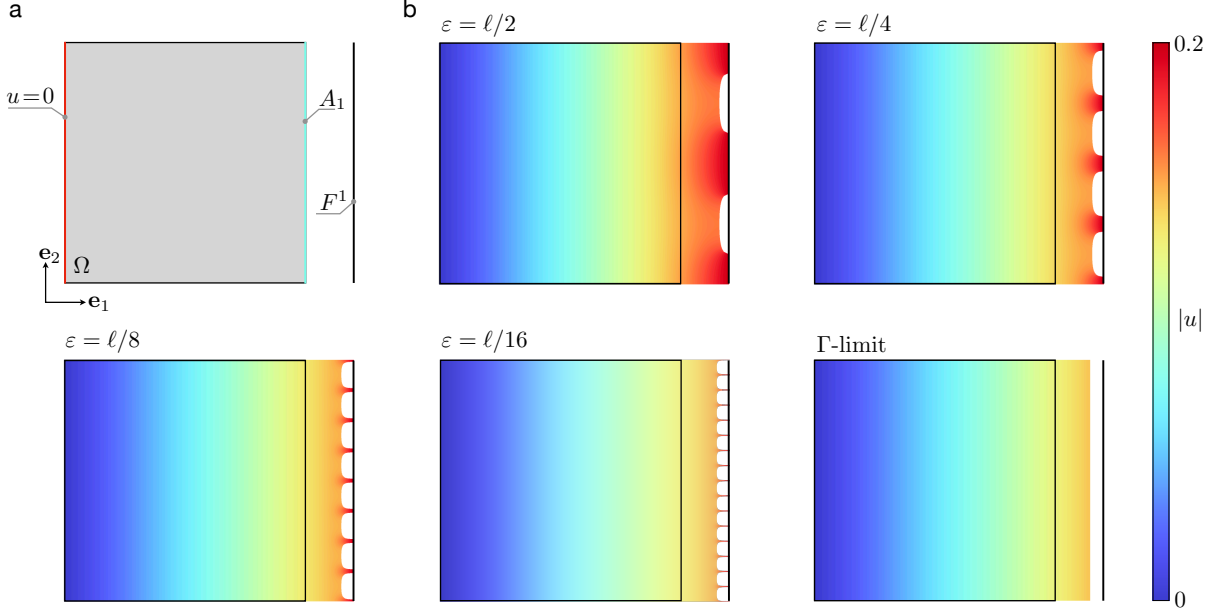 a
b
ε = ℓ/2
ε = ℓ/4
0.2
u=0
A₁
F¹
e₂
Ω
e₁
|u|
ε = ℓ/8
ε = ℓ/16
Γ-limit
0